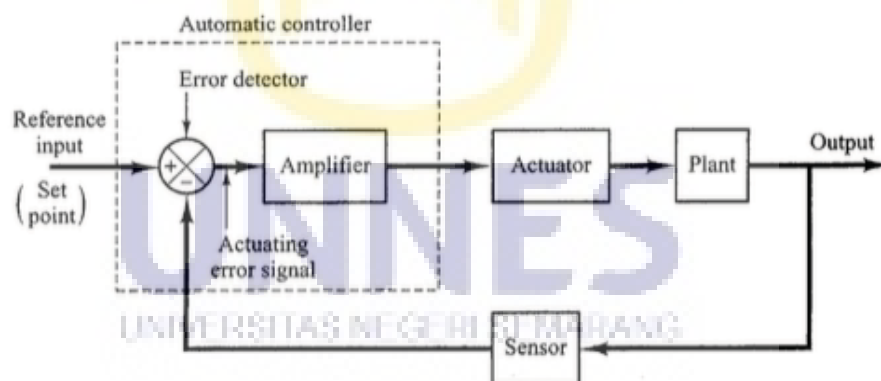 Automatic controller
Error detector
Reference
input
(Set
point)
+
−
Amplifier
Actuator
Plant
Output
Actuating
error signal
UNNES
UNIVERSITAS NEGERI SEMARANG
Sensor